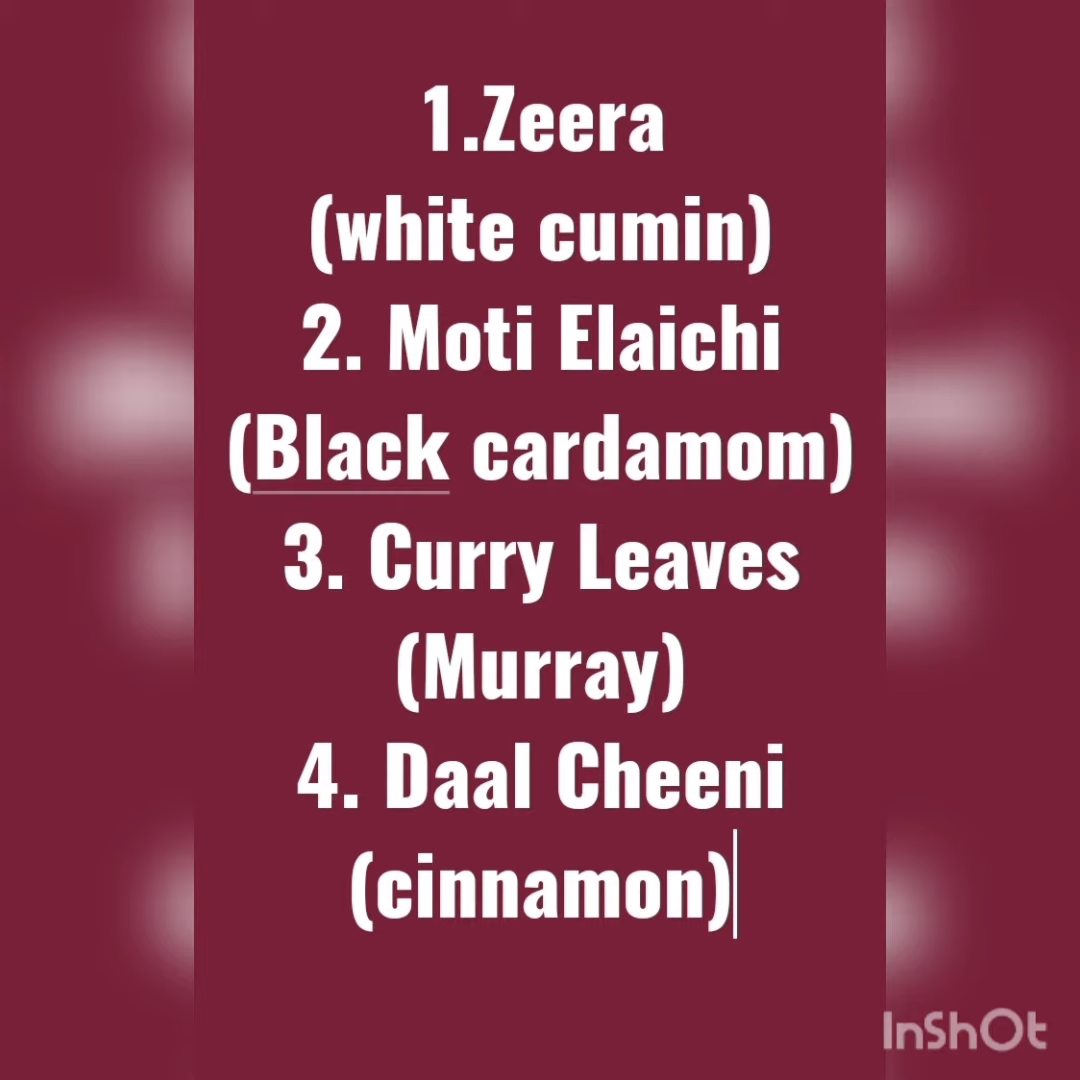 1.Zeera
(white cumin)
2. Moti Elaichi
(Black cardamom)
3. Curry Leaves
(Murray)
4. Daal Cheeni
(cinnamon)
InShOt